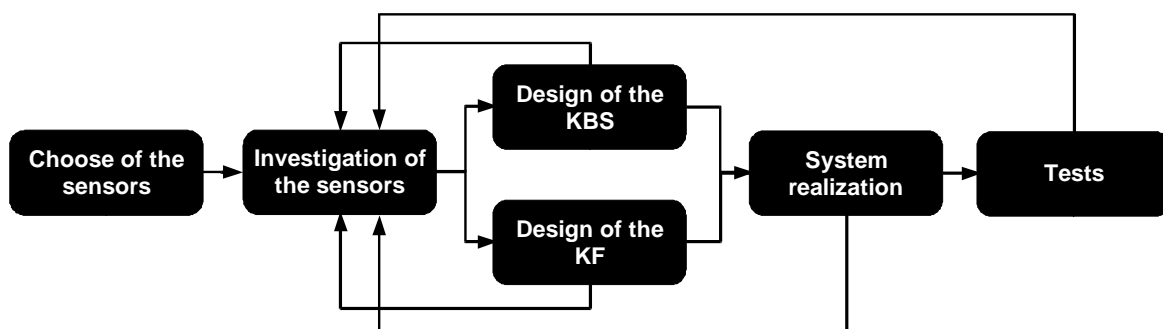 Choose of the
sensors
Investigation of
the sensors
Design of the
KBS
Design of the
KF
System
realization
Tests